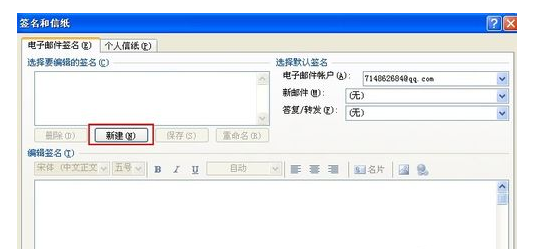 签名和信纸
电子邮件签名(E) 个人信纸(P)
选择要编辑的签名(C)
选择默认签名
电子邮件帐户(A): 714862684@qq.com
新邮件(M): (无)
答复/转发(F): (无)
删除(D) 新建(N) 保存(S) 重命名(R)
编辑签名(T)
宋体 (中文正文 五号 B I U 自动 名片